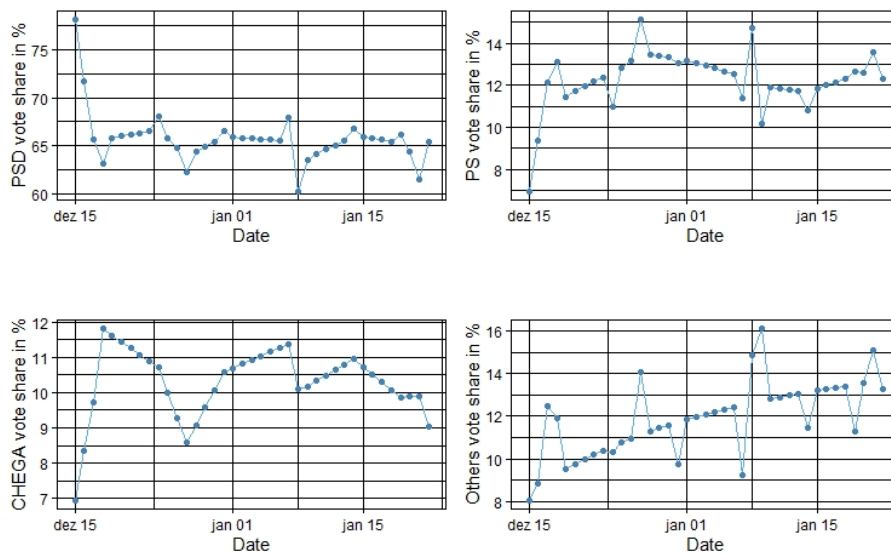 PSD vote share in %
75
70
65
60
dez 15
jan 01
jan 15
Date
PS vote share in %
14
12
10
8
dez 15
jan 01
jan 15
Date
CHEGA vote share in %
12
11
10
9
8
7
dez 15
jan 01
jan 15
Date
Others vote share in %
16
14
12
10
8
dez 15
jan 01
jan 15
Date